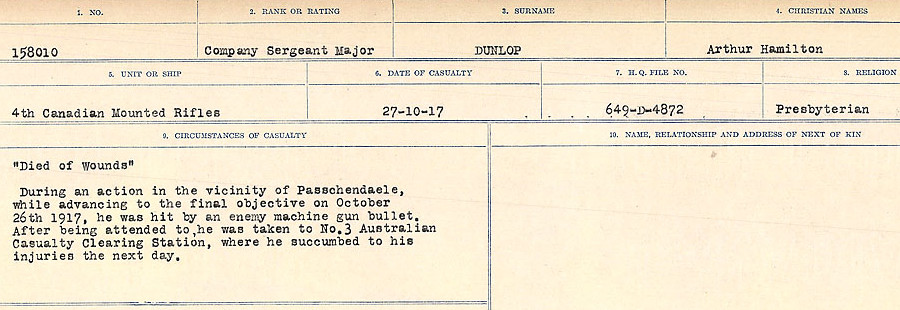 1. NO. 2. RANK OR RATING 3. SURNAME 4. CHRISTIAN NAMES
158010 Company Sergeant Major DUNLOP Arthur Hamilton
5. UNIT OR SHIP 6. DATE OF CASUALTY 7. H. Q. FILE NO. 8. RELIGION
4th Canadian Mounted Rifles 27-10-17 649-D-4872 Presbyterian
9. CIRCUMSTANCES OF CASUALTY 10. NAME, RELATIONSHIP AND ADDRESS OF NEXT OF KIN
"Died of Wounds"
During an action in the vicinity of Passchendaele,
while advancing to the final objective on October
26th 1917, he was hit by an enemy machine gun bullet.
After being attended to,he was taken to No.3 Australian
Casualty Clearing Station, where he succumbed to his
injuries the next day.